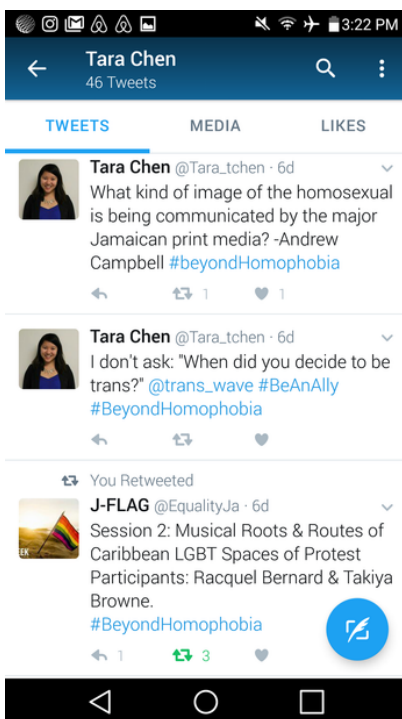 3:22 PM
Tara Chen
46 Tweets
TWEETS MEDIA LIKES
Tara Chen @Tara_tchen · 6d
What kind of image of the homosexual
is being communicated by the major
Jamaican print media? -Andrew
Campbell #beyondHomophobia
1 1
Tara Chen @Tara_tchen · 6d
I don't ask: "When did you decide to be
trans?" @trans_wave #BeAnAlly
#BeyondHomophobia
You Retweeted
J-FLAG @EqualityJa · 6d
EK
Session 2: Musical Roots & Routes of
Caribbean LGBT Spaces of Protest
Participants: Racquel Bernard & Takiya
Browne.
#BeyondHomophobia
1 3